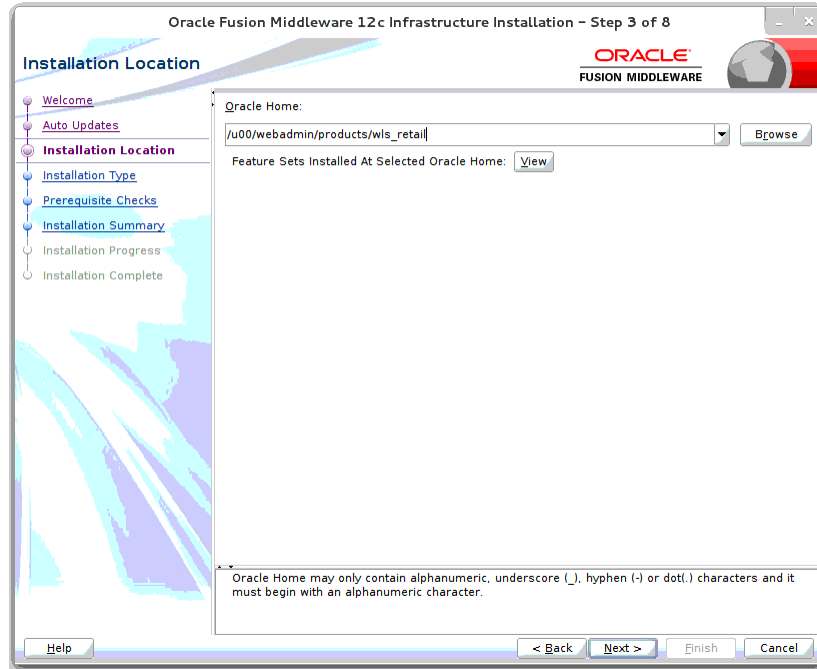 Oracle Fusion Middleware 12c Infrastructure Installation - Step 3 of 8
Installation Location
ORACLE
FUSION MIDDLEWARE
Welcome
Auto Updates
Installation Location
Installation Type
Prerequisite Checks
Installation Summary
Installation Progress
Installation Complete
Oracle Home:
/u00/webadmin/products/wls_retail
Browse
Feature Sets Installed At Selected Oracle Home: View
Oracle Home may only contain alphanumeric, underscore (_), hyphen (-) or dot(.) characters and it
must begin with an alphanumeric character.
Help
< Back
Next >
Finish
Cancel